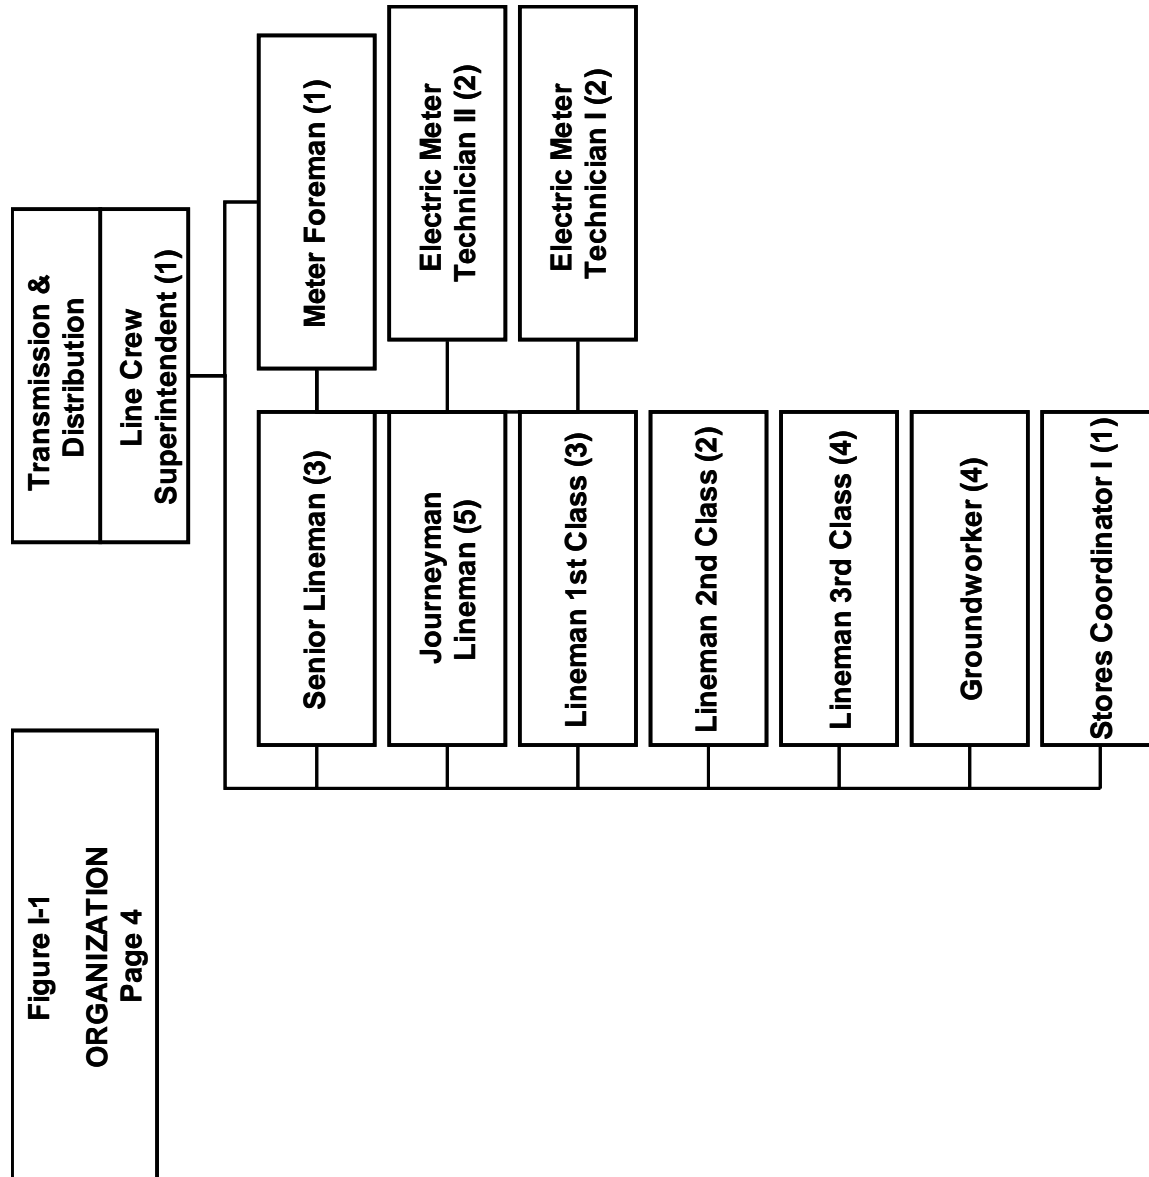 Figure I-1
ORGANIZATION
Page 4
Transmission &
Distribution
Line Crew
Superintendent (1)
Senior Lineman (3)
Meter Foreman (1)
Journeyman
Lineman (5)
Electric Meter
Technician II (2)
Lineman 1st Class (3)
Electric Meter
Technician I (2)
Lineman 2nd Class (2)
Lineman 3rd Class (4)
Groundworker (4)
Stores Coordinator I (1)